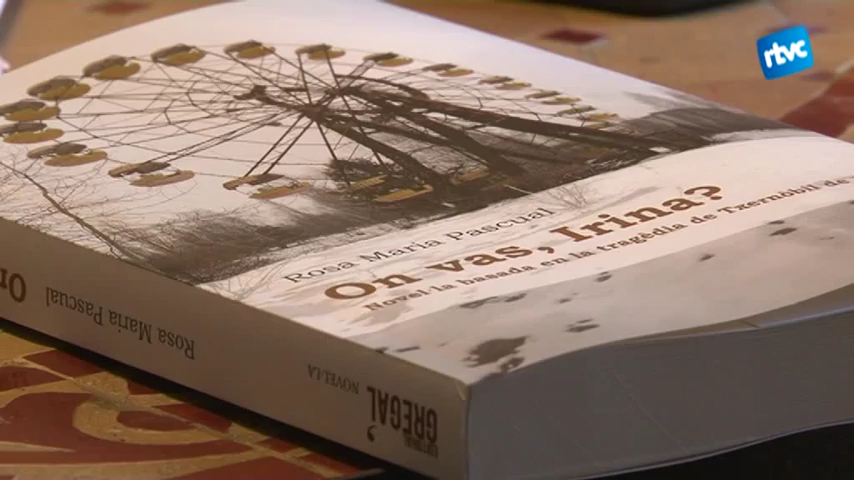 rtvc
Rosa Maria Pascual
On vas, Irina?
Novel·la basada en la tragèdia de Txernòbil de
On
Rosa Maria Pascual
NOVEL·LA
EDITORIAL
GREGAL